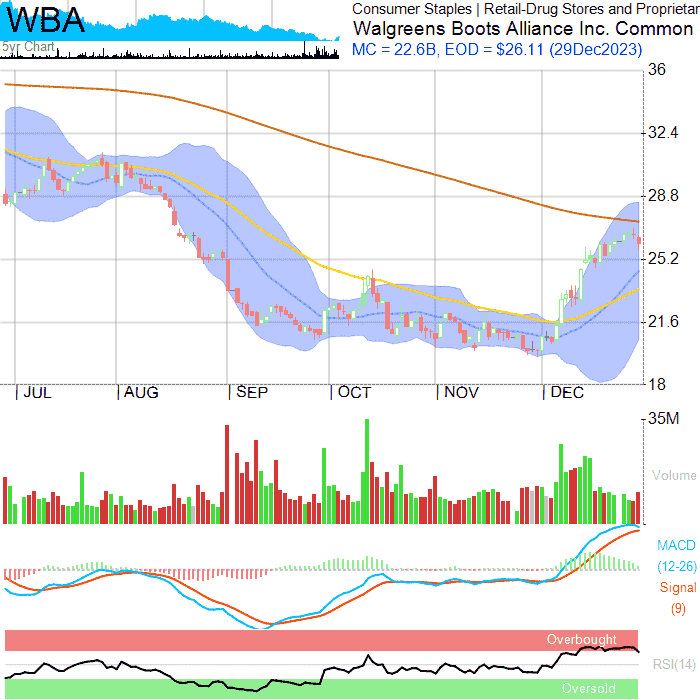 WBA
5yr Chart
Consumer Staples | Retail-Drug Stores and Proprietar
Walgreens Boots Alliance Inc. Common
MC = 22.6B, EOD = $26.11 (29Dec2023)
36
32.4
28.8
25.2
21.6
18
JUL AUG SEP OCT NOV DEC
35M
Volume
MACD
(12-26)
Signal
(9)
Overbought
RSI(14)
Oversold